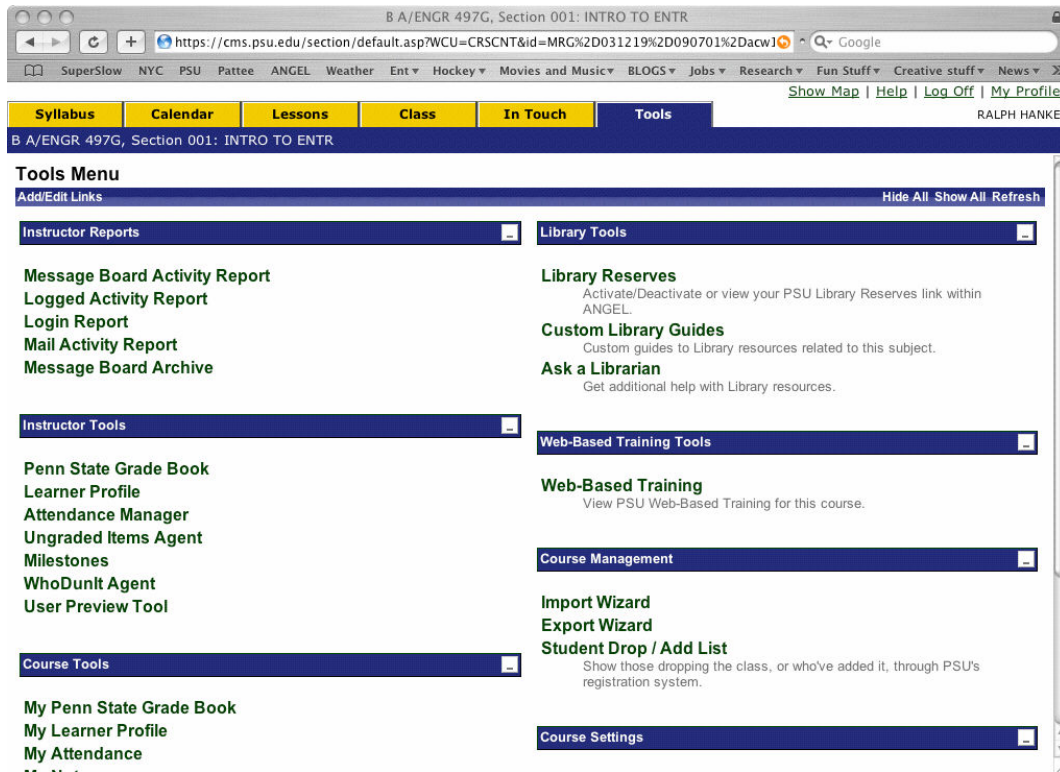 B A/ENGR 497G, Section 001: INTRO TO ENTR
https://cms.psu.edu/section/default.asp?WCU=CRSCNT&id=MRG%2D031219%2D090701%2Dacw1
Google
SuperSlow NYC PSU Pattee ANGEL Weather Ent Hockey Movies and Music BLOGS Jobs Research Fun Stuff Creative stuff News
Show Map | Help | Log Off | My Profile
Syllabus Calendar Lessons Class In Touch Tools RALPH HANKE
B A/ENGR 497G, Section 001: INTRO TO ENTR
Tools Menu
Add/Edit Links Hide All Show All Refresh
Instructor Reports
Message Board Activity Report
Logged Activity Report
Login Report
Mail Activity Report
Message Board Archive
Instructor Tools
Penn State Grade Book
Learner Profile
Attendance Manager
Ungraded Items Agent
Milestones
WhoDunIt Agent
User Preview Tool
Course Tools
My Penn State Grade Book
My Learner Profile
My Attendance
Library Tools
Library Reserves
Activate/Deactivate or view your PSU Library Reserves link within
ANGEL.
Custom Library Guides
Custom guides to Library resources related to this subject.
Ask a Librarian
Get additional help with Library resources.
Web-Based Training Tools
Web-Based Training
View PSU Web-Based Training for this course.
Course Management
Import Wizard
Export Wizard
Student Drop / Add List
Show those dropping the class, or who've added it, through PSU's
registration system.
Course Settings